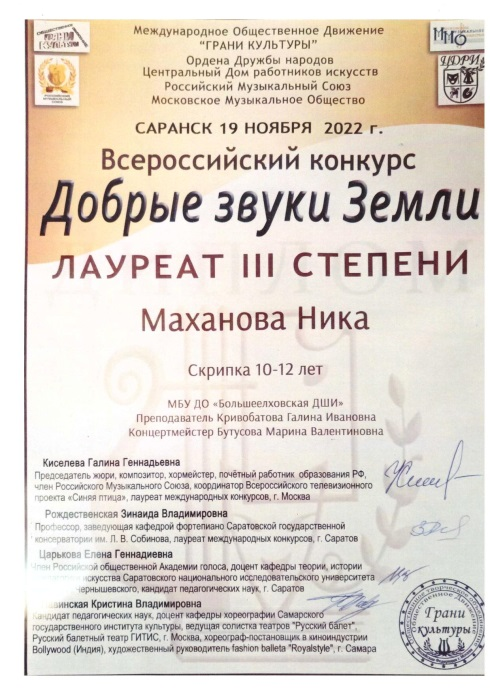 Международное Общественное Движение
"ГРАНИ КУЛЬТУРЫ"
Ордена Дружбы народов
Центральный Дом работников искусств
Российский Музыкальный Союз
Московское Музыкальное Общество
ММО
ЦДРИ
САРАНСК 19 НОЯБРЯ 2022 г.
Всероссийский конкурс
Добрые звуки Земли
ДИПЛОМ
ЛАУРЕАТ III СТЕПЕНИ
Маханова Ника
Скрипка 10-12 лет
МБУ ДО «Большеелховская ДШИ»
Преподаватель Кривобатова Галина Ивановна
Концертмейстер Бутусова Марина Валентиновна
Киселева Галина Геннадьевна
Председатель жюри, композитор, хормейстер, почётный работник образования РФ,
член Российского Музыкального Союза, координатор Всероссийского телевизионного
проекта «Синяя птица», лауреат международных конкурсов, г. Москва
Рождественская Зинаида Владимировна
Профессор, заведующая кафедрой фортепиано Саратовской государственной
консерватории им. Л. В. Собинова, лауреат международных конкурсов, г. Саратов
Царькова Елена Геннадиевна
Член Российской общественной Академии голоса, доцент кафедры теории, истории
искусства Саратовского национального исследовательского университета
кандидат педагогических наук, г. Саратов
Кристина Владимировна
Кандидат педагогических наук, доцент кафедры хореографии Самарского
государственного института культуры, ведущая солистка театров "Русский балет",
Русский балетный театр ГИТИС, г. Москва, хореограф-постановщик в киноиндустрии
Bollywood (Индия), художественный руководитель fashion balleta "Royalstyle", г. Самара
Грани
культуры